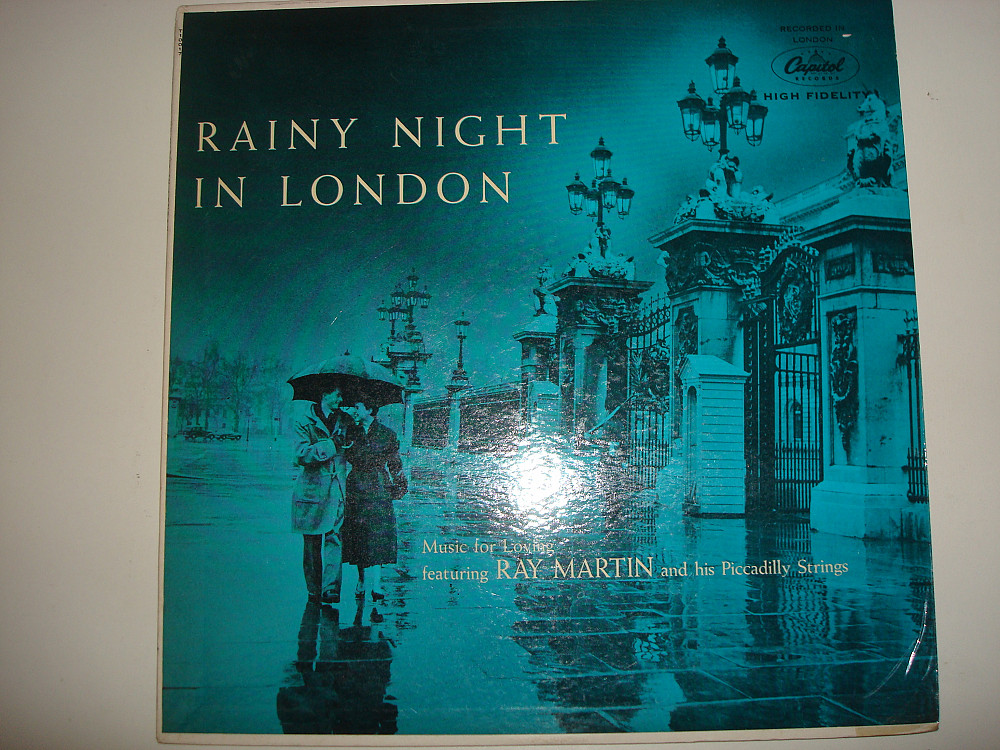 RECORDED IN
LONDON
Capitol
RECORDS
HIGH FIDELITY
RAINY NIGHT
IN LONDON
Music for Loving
featuring RAY MARTIN and his Piccadilly Strings